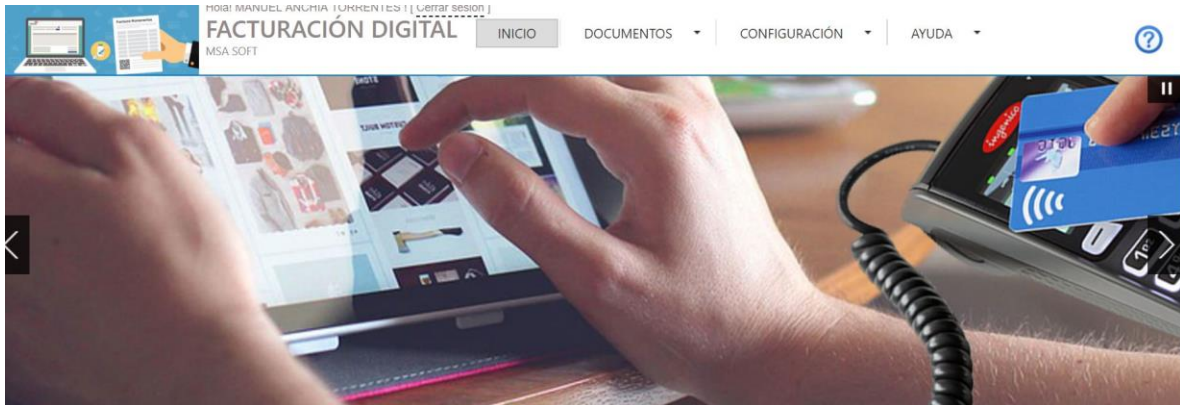 Hola! MANUEL ANCHIA TORRENTES ! [ Cerrar sesión ]
FACTURACIÓN DIGITAL
MSA SOFT
INICIO
DOCUMENTOS
CONFIGURACIÓN
AYUDA
?